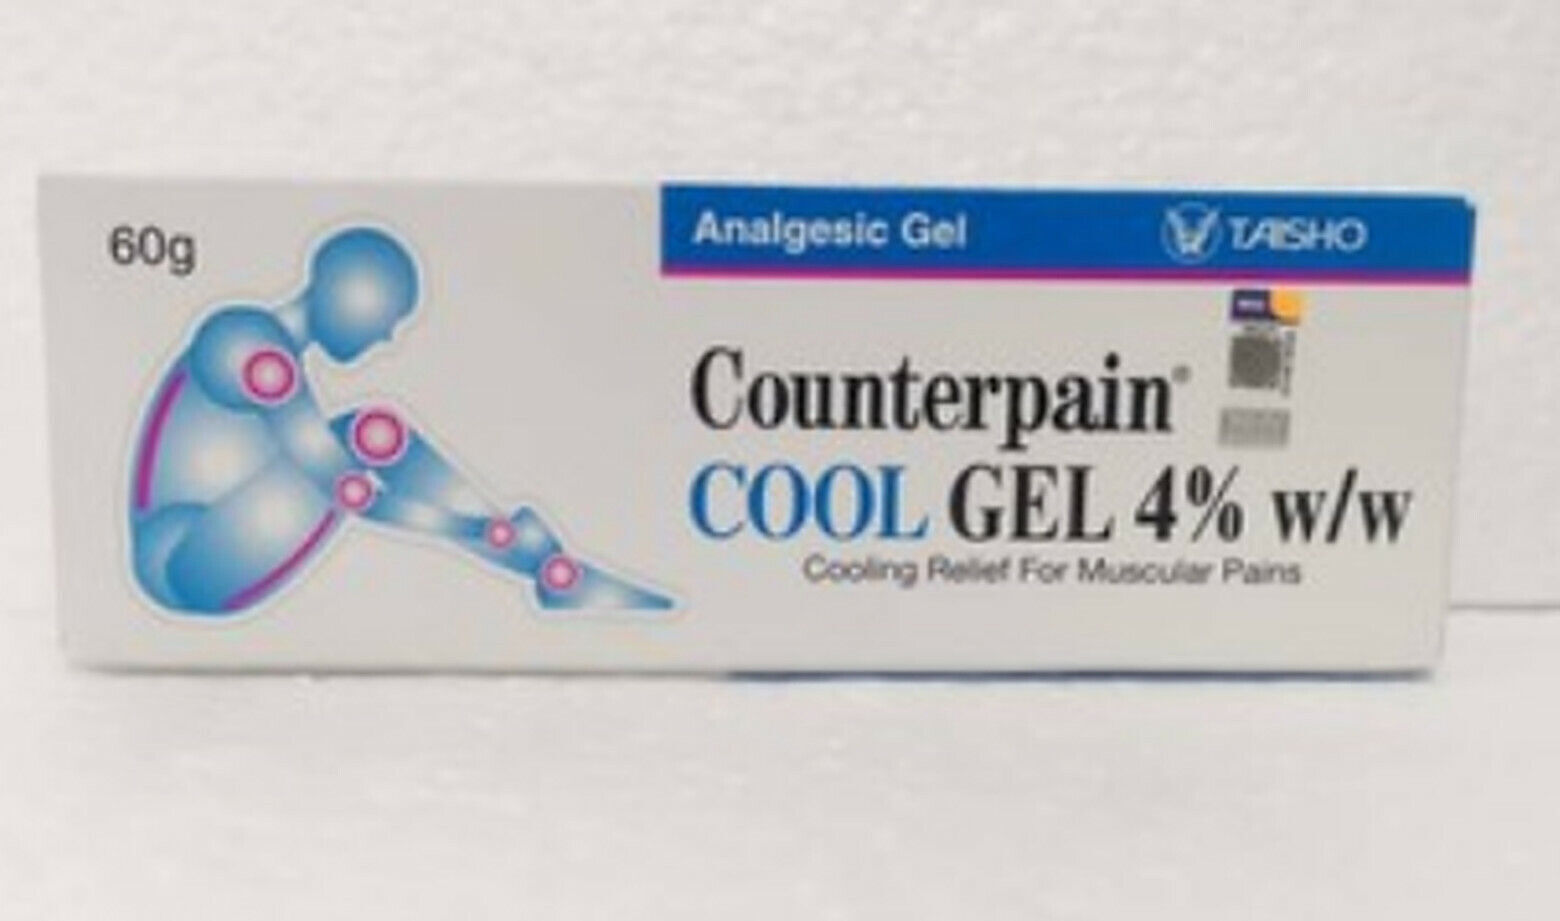 60g
Analgesic Gel
TAISHO
Counterpain®
COOL GEL 4% w/w
Cooling Relief For Muscular Pains